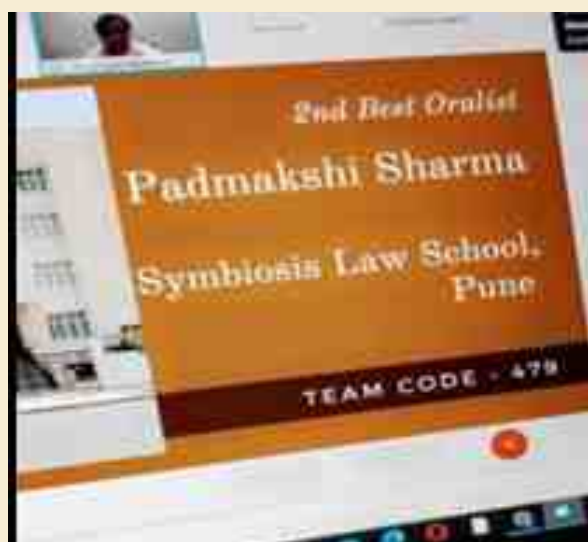 2nd Best Oralist
Padmakshi Sharma
Symbiosis Law School,
Pune
TEAM CODE - 479